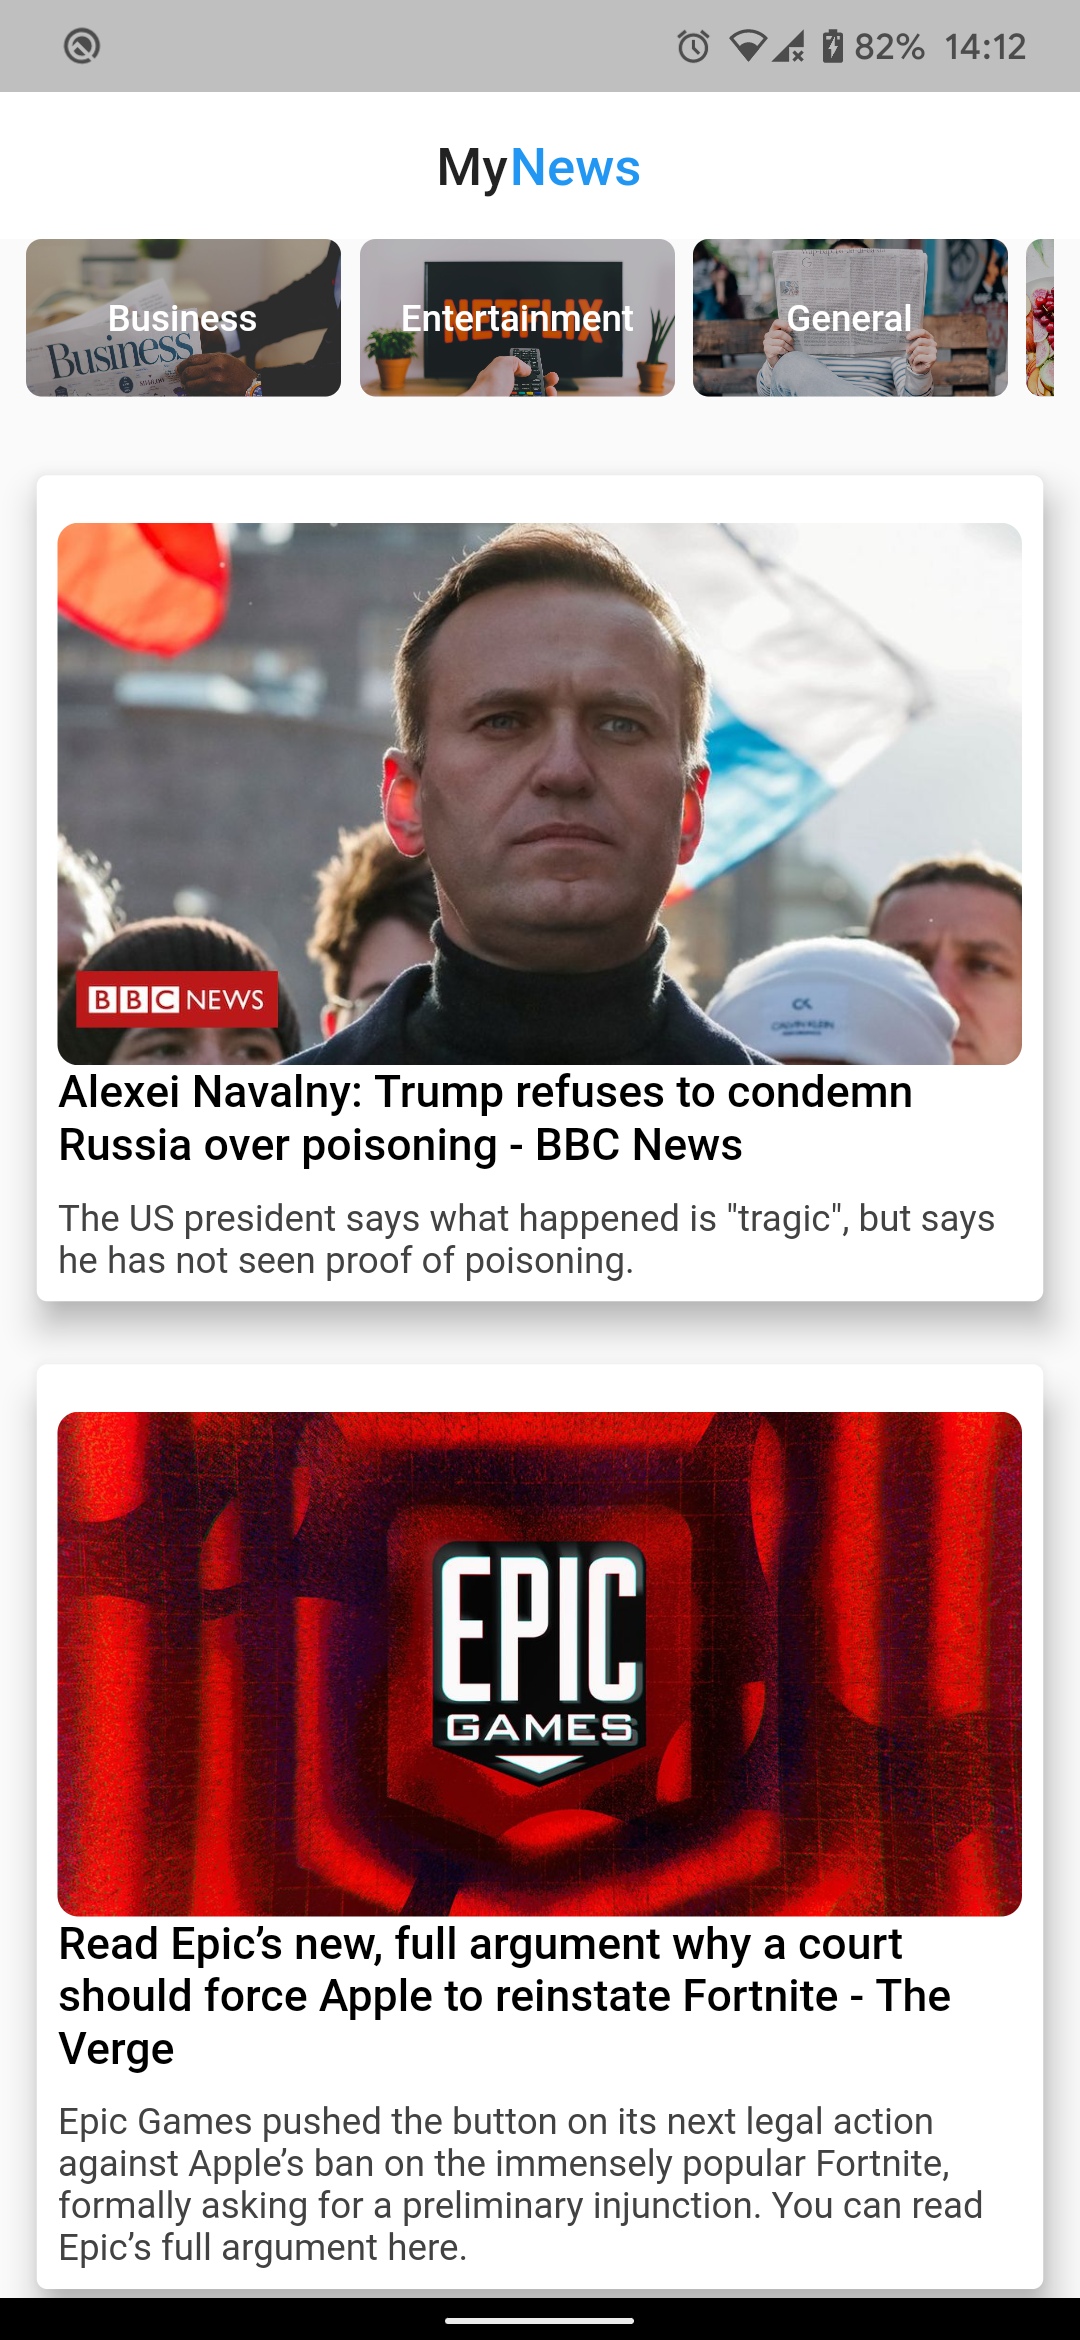 82% 14:12
MyNews
Business
Business
NETFLIX
Entertainment
General
BBC NEWS
CK
CALVIN KLEIN
Alexei Navalny: Trump refuses to condemn
Russia over poisoning - BBC News
The US president says what happened is "tragic", but says
he has not seen proof of poisoning.
EPIC
GAMES
Read Epic’s new, full argument why a court
should force Apple to reinstate Fortnite - The
Verge
Epic Games pushed the button on its next legal action
against Apple’s ban on the immensely popular Fortnite,
formally asking for a preliminary injunction. You can read
Epic’s full argument here.